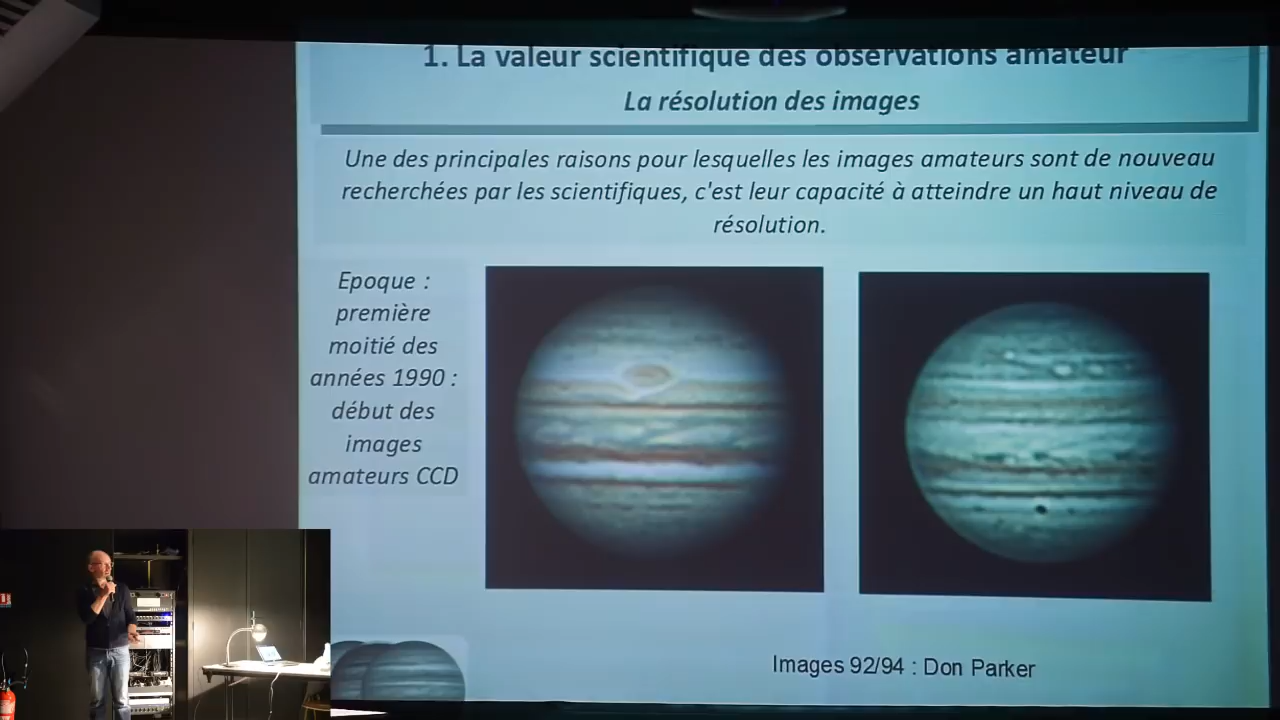 1. La valeur scientifique des observations amateur
La résolution des images
Une des principales raisons pour lesquelles les images amateurs sont de nouveau
recherchées par les scientifiques, c'est leur capacité à atteindre un haut niveau de
résolution.
Epoque :
première
moitié des
années 1990 :
début des
images
amateurs CCD
Images 92/94 : Don Parker